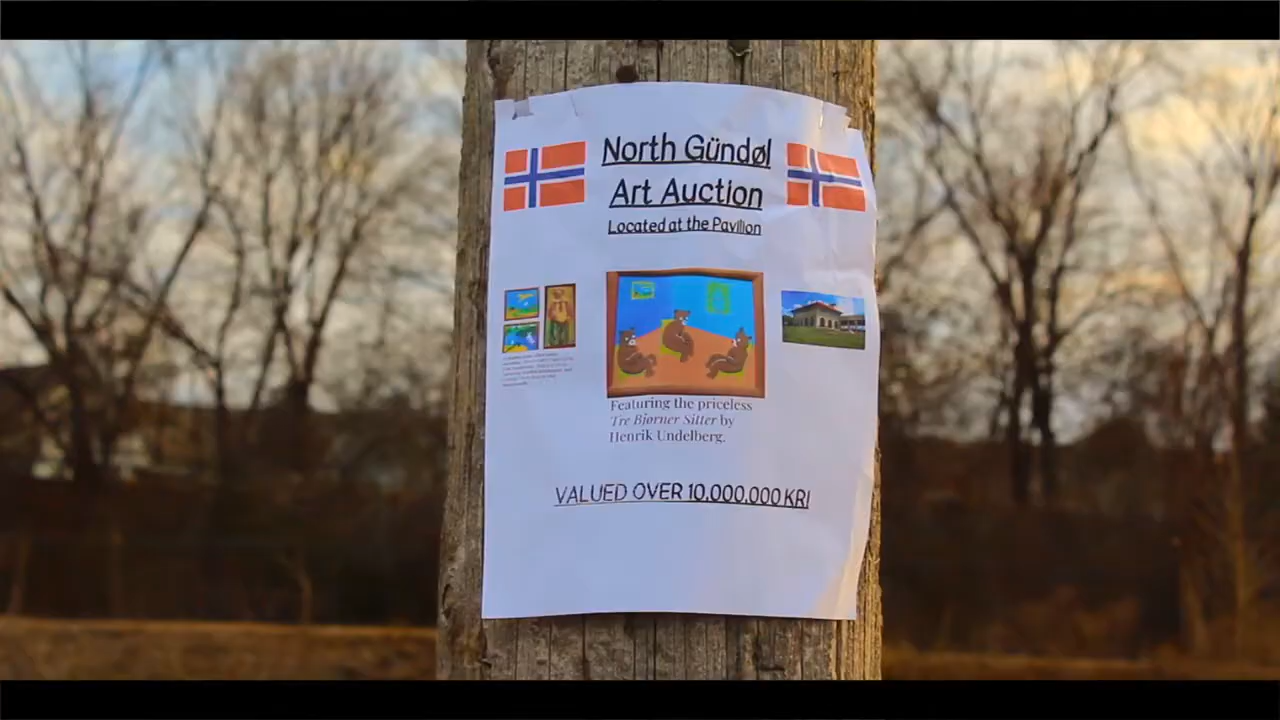 North Gündøl
Art Auction
Located at the Pavilion
Featuring the priceless
Tre Bjørner Sitter by
Henrik Undelberg.
VALUED OVER 10,000,000 KR!